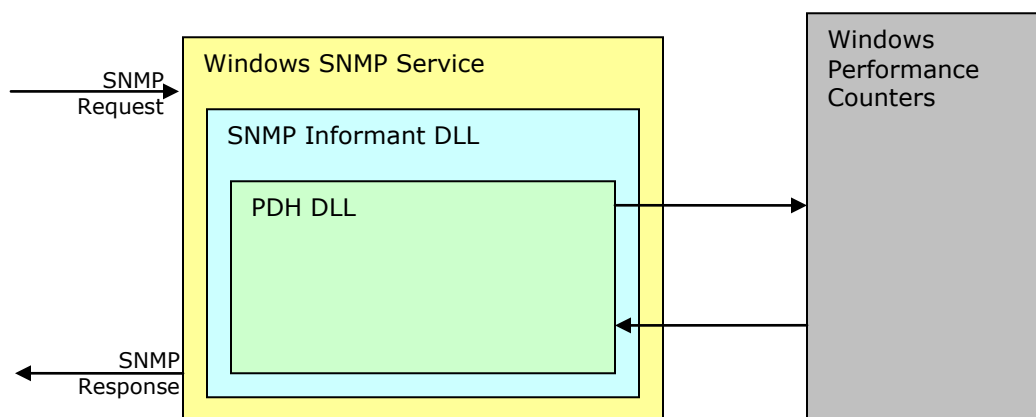 SNMP
Request
Windows SNMP Service
SNMP Informant DLL
PDH DLL
SNMP
Response
Windows
Performance
Counters